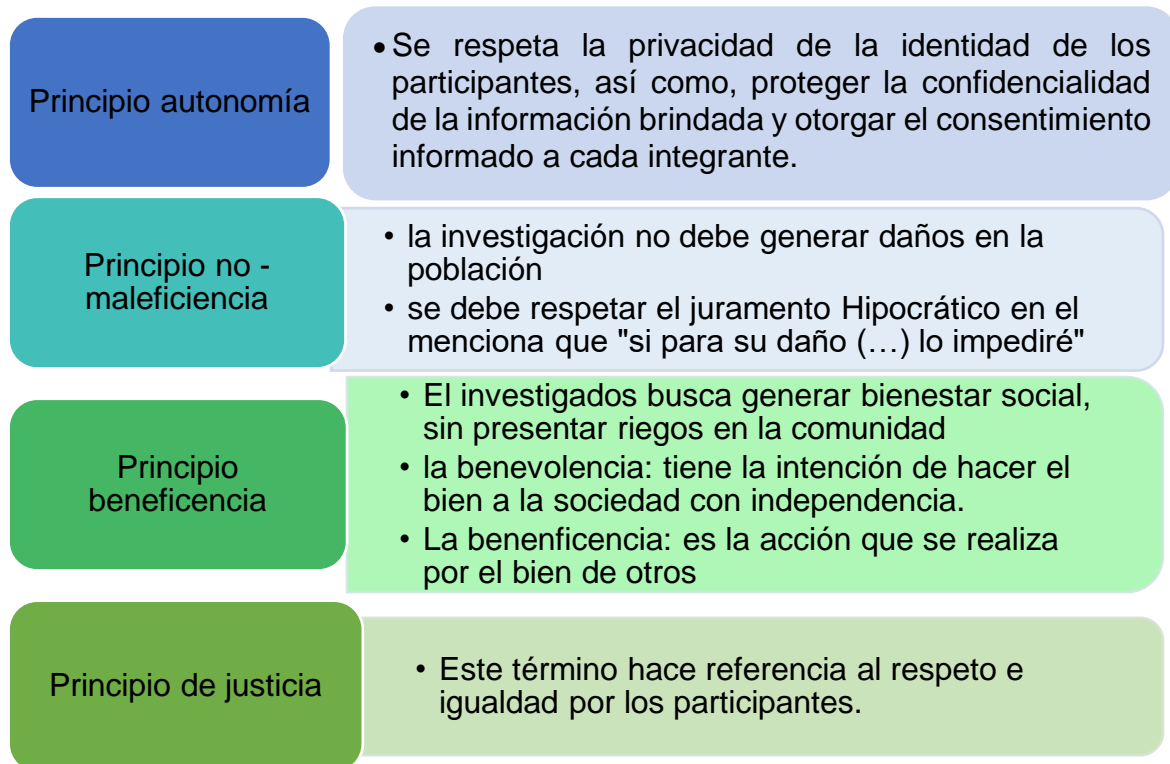 Principio autonomía
• Se respeta la privacidad de la identidad de los
participantes, así como, proteger la confidencialidad
de la información brindada y otorgar el consentimiento
informado a cada integrante.
Principio no -
maleficiencia
• la investigación no debe generar daños en la
población
• se debe respetar el juramento Hipocrático en el
menciona que "si para su daño (…) lo impediré"
Principio
beneficencia
• El investigados busca generar bienestar social,
sin presentar riegos en la comunidad
• la benevolencia: tiene la intención de hacer el
bien a la sociedad con independencia.
• La benenficencia: es la acción que se realiza
por el bien de otros
Principio de justicia
• Este término hace referencia al respeto e
igualdad por los participantes.